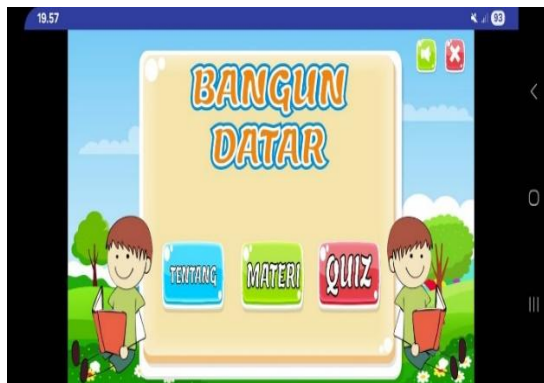 19.57
93
BANGUN
DATAR
TENTANG
MATERI
QUIZ